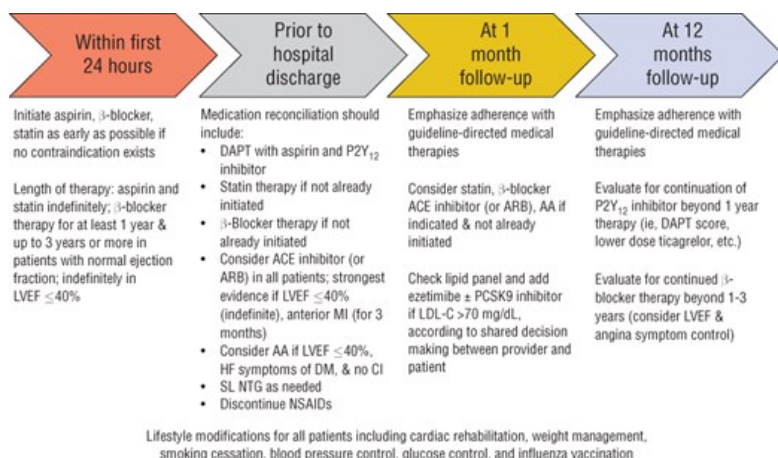 Within first
24 hours
Initiate aspirin, β-blocker,
statin as early as possible if
no contraindication exists
Length of therapy: aspirin and
statin indefinitely; β-blocker
therapy for at least 1 year &
up to 3 years or more in
patients with normal ejection
fraction; indefinitely in
LVEF ≤40%
Prior to
hospital
discharge
Medication reconciliation should
include:
• DAPT with aspirin and P2Y₁₂
inhibitor
• Statin therapy if not already
initiated
• β-Blocker therapy if not
already initiated
• Consider ACE inhibitor (or
ARB) in all patients; strongest
evidence if LVEF ≤40%
(indefinite), anterior MI (for 3
months)
• Consider AA if LVEF ≤40%,
HF symptoms of DM, & no CI
• SL NTG as needed
• Discontinue NSAIDs
At 1
month
follow-up
Emphasize adherence with
guideline-directed medical
therapies
Consider statin, β-blocker
ACE inhibitor (or ARB), AA if
indicated & not already
initiated
Check lipid panel and add
ezetimibe ± PCSK9 inhibitor
if LDL-C >70 mg/dL,
according to shared decision
making between provider and
patient
At 12
months
follow-up
Emphasize adherence with
guideline-directed medical
therapies
Evaluate for continuation of
P2Y₁₂ inhibitor beyond 1 year
therapy (ie, DAPT score,
lower dose ticagrelor, etc.)
Evaluate for continued β-
blocker therapy beyond 1-3
years (consider LVEF &
angina symptom control)
Lifestyle modifications for all patients including cardiac rehabilitation, weight management,
smoking cessation, blood pressure control, glucose control, and influenza vaccination